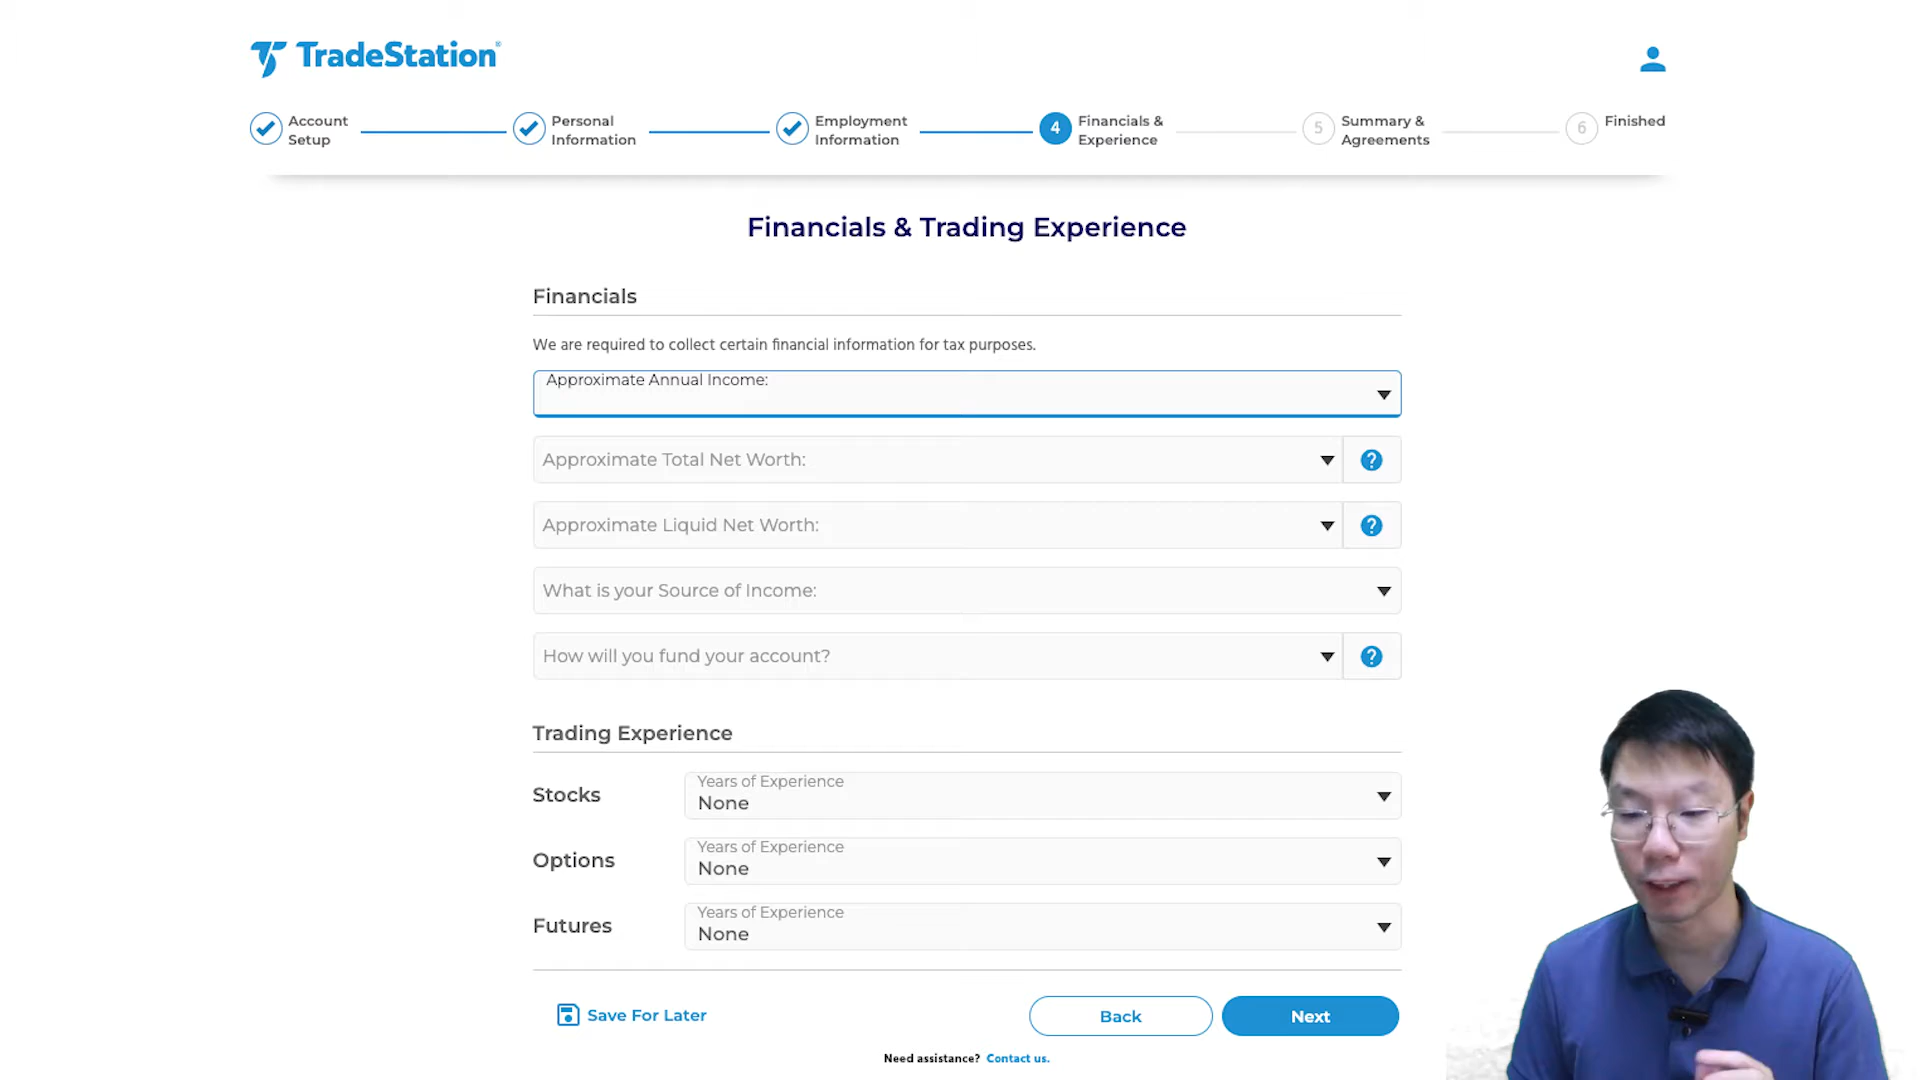 TradeStation®
Account
Setup
Personal
Information
Employment
Information
4
Financials &
Experience
5
Summary &
Agreements
6
Finished
Financials & Trading Experience
Financials
We are required to collect certain financial information for tax purposes.
Approximate Annual Income:
Approximate Total Net Worth:
?
Approximate Liquid Net Worth:
?
What is your Source of Income:
How will you fund your account?
?
Trading Experience
Stocks
Years of Experience
None
Options
Years of Experience
None
Futures
Years of Experience
None
Save For Later
Back
Next
Need assistance? Contact us.